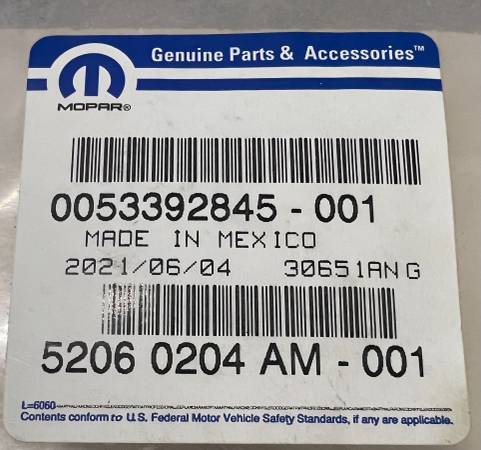 Genuine Parts & Accessories™
MOPAR®
0053392845 - 001
MADE IN MEXICO
2021/06/04 30651ANG
5206 0204 AM - 001
L=6060
Contents conform to U.S. Federal Motor Vehicle Safety Standards, if any are applicable.